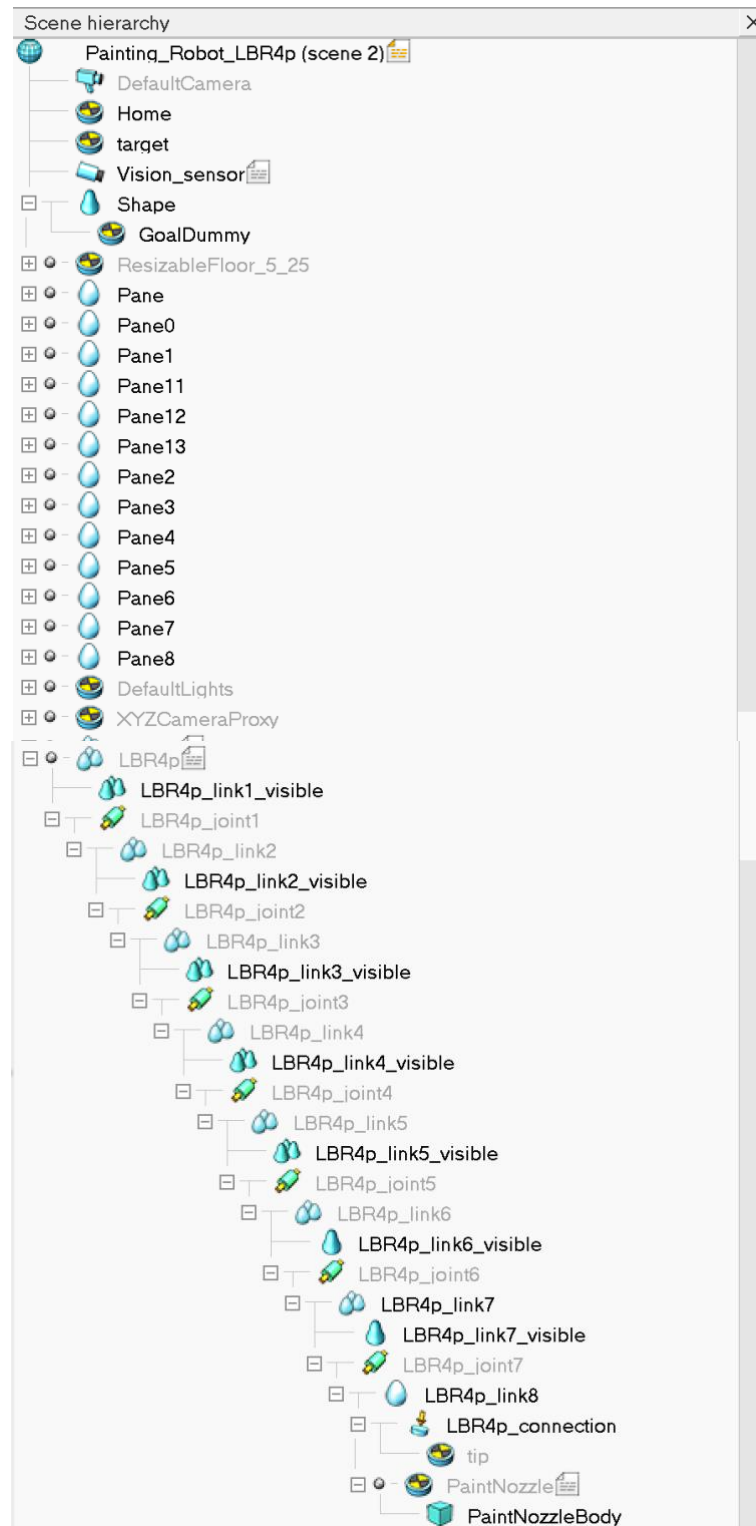 Scene hierarchy
Painting_Robot_LBR4p (scene 2)
DefaultCamera
Home
target
Vision_sensor
Shape
GoalDummy
ResizableFloor_5_25
Pane
Pane0
Pane1
Pane11
Pane12
Pane13
Pane2
Pane3
Pane4
Pane5
Pane6
Pane7
Pane8
DefaultLights
XYZCameraProxy
LBR4p
LBR4p_link1_visible
LBR4p_joint1
LBR4p_link2
LBR4p_link2_visible
LBR4p_joint2
LBR4p_link3
LBR4p_link3_visible
LBR4p_joint3
LBR4p_link4
LBR4p_link4_visible
LBR4p_joint4
LBR4p_link5
LBR4p_link5_visible
LBR4p_joint5
LBR4p_link6
LBR4p_link6_visible
LBR4p_joint6
LBR4p_link7
LBR4p_link7_visible
LBR4p_joint7
LBR4p_link8
LBR4p_connection
tip
PaintNozzle
PaintNozzleBody